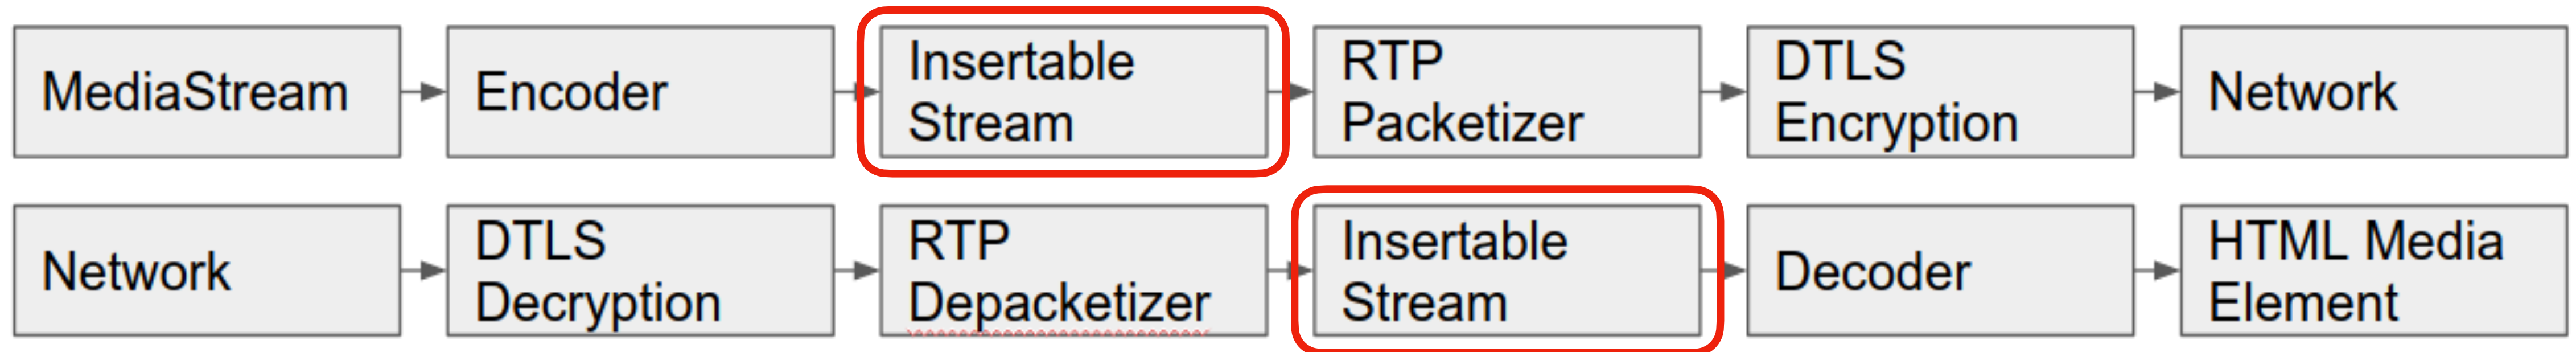 MediaStream
Encoder
Insertable
Stream
RTP
Packetizer
DTLS
Encryption
Network
Network
DTLS
Decryption
RTP
Depacketizer
Insertable
Stream
Decoder
HTML Media
Element